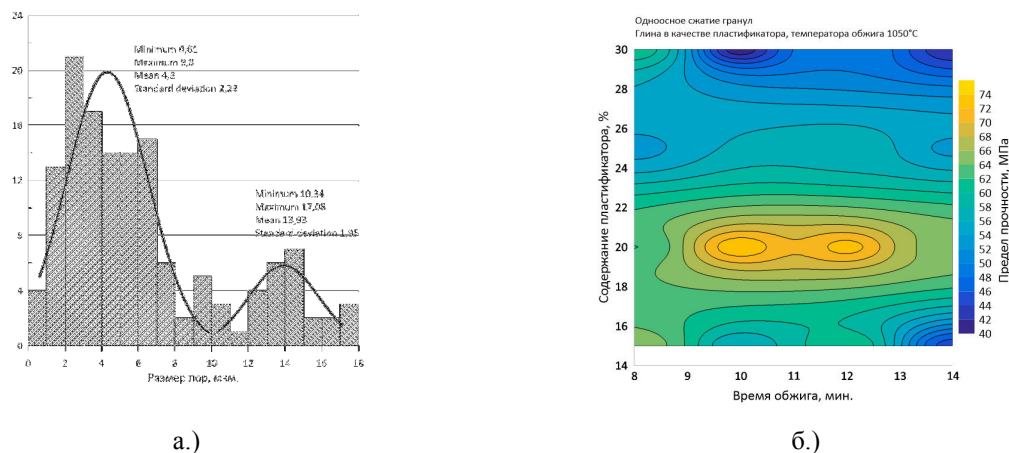 24
20
12
8
4
0
0 2 4 6 8 10 12 14 16 18
Размер пор, мкм.
Minimum 0,61
Maximum
Mean 4,3
Standard deviation 2,23
Minimum 10,34
Maximum 17,08
Mean 13,93
Standard deviation 1,95
а.)
Одноосное сжатие гранул
Глина в качестве пластификатора, температора обжига 1050°С
Содержание пластификатора, %
30
28
26
24
22
20
18
16
14
8 9 10 11 12 13 14
Время обжига, мин.
74
72
70
68
66
64
62
60
58
56
54
52
50
48
46
44
42
40
Предел прочности, МПа
б.)